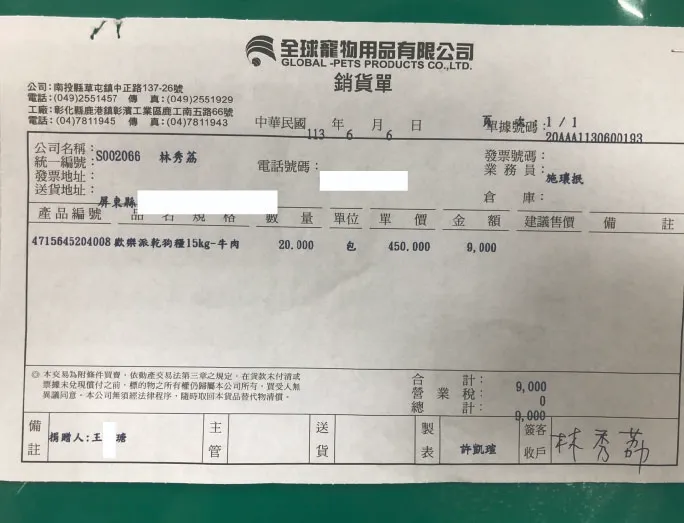 全球寵物用品有限公司
GLOBAL -PETS PRODUCTS CO.,LTD.
銷貨單
公司：南投縣草屯鎮中正路137-26號
電話：(049)2551457 傳 真：(049)2551929
工廠：彰化縣鹿港鎮彰濱工業區鹿工南五路66號
電話：(04)7811945 傳 真：(04)7811943
中華民國 113 年 6 月 6 日
頁 次：1 / 1
單據號碼：20AAA1130600193
公司名稱：S002066 林秀荔
統一編號：
發票地址：
送貨地址：屏東縣
電話號碼：
發票號碼：
業務員：施瓖振
倉 庫：
產品編號 品名規格 數量 單位 單價 金額 建議售價 備註
4715645204008 歡樂派乾狗糧15kg-牛肉 20.000 包 450.000 9,000
◎ 本交易為附條件買賣，依動產交易法第三章之規定，在貨款未付清或
票據未兌現償付之前，標的物之所有權仍歸屬本公司所有，買受人無
異議同意。本公司無須經法律程序，隨時取回本貨品替代物清償。
合 計：9,000
營 業 稅：0
總 計：9,000
備註 捐贈人：王 瑭
主管
送貨
製表 許凱瑄
客戶簽收 林秀荔